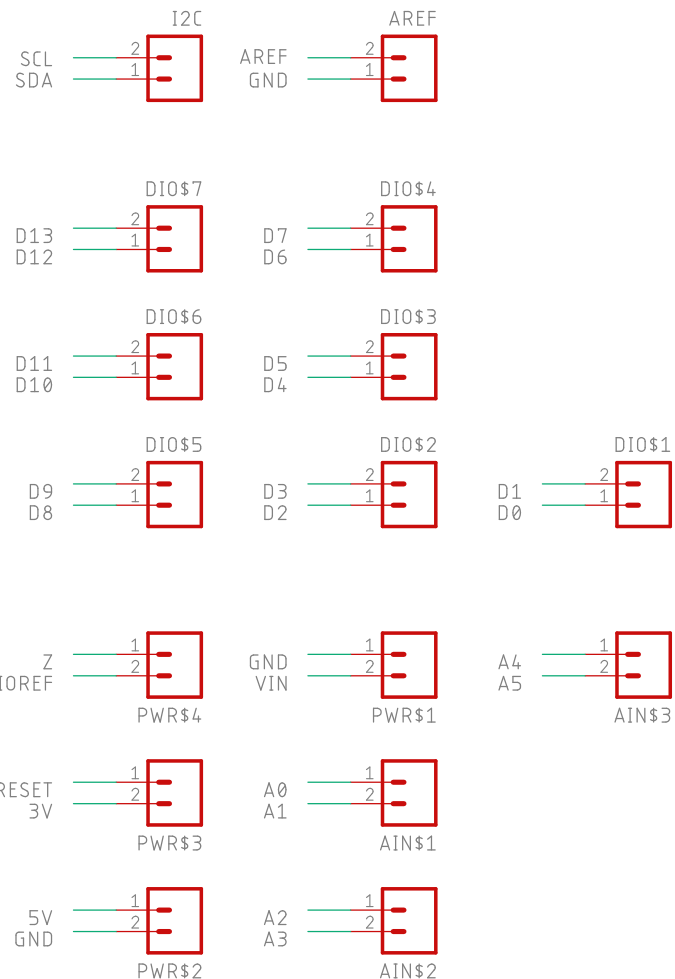 I2C
2
SCL
1
SDA
AREF
2
AREF
1
GND
DIO$7
2
D13
1
D12
DIO$4
2
D7
1
D6
DIO$6
2
D11
1
D10
DIO$3
2
D5
1
D4
DIO$5
2
D9
1
D8
DIO$2
2
D3
1
D2
DIO$1
2
D1
1
D0
1
Z
2
IOREF
PWR$4
1
GND
2
VIN
PWR$1
1
A4
2
A5
AIN$3
1
RESET
2
3V
PWR$3
1
A0
2
A1
AIN$1
1
5V
2
GND
PWR$2
1
A2
2
A3
AIN$2